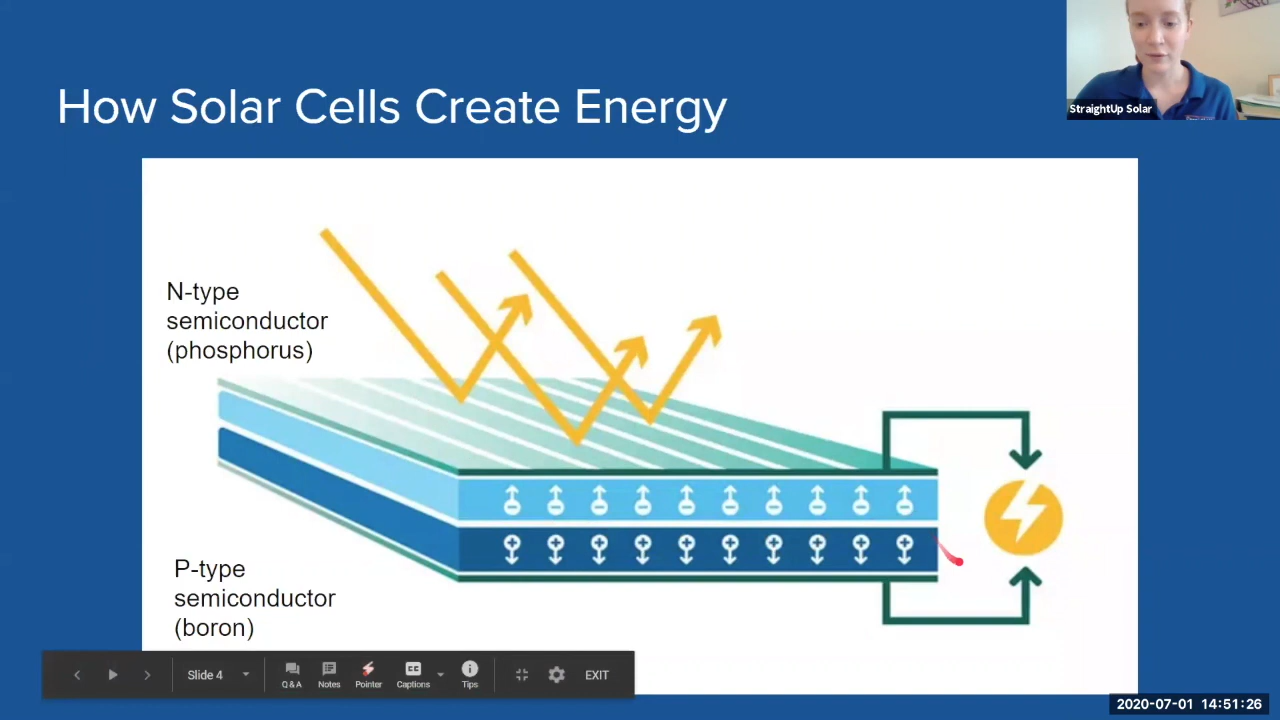 How Solar Cells Create Energy
StraightUp Solar
N-type
semiconductor
(phosphorus)
P-type
semiconductor
(boron)
Slide 4
Q & A
Notes
Pointer
CC
Captions
Tips
EXIT
2020-07-01 14:51:26